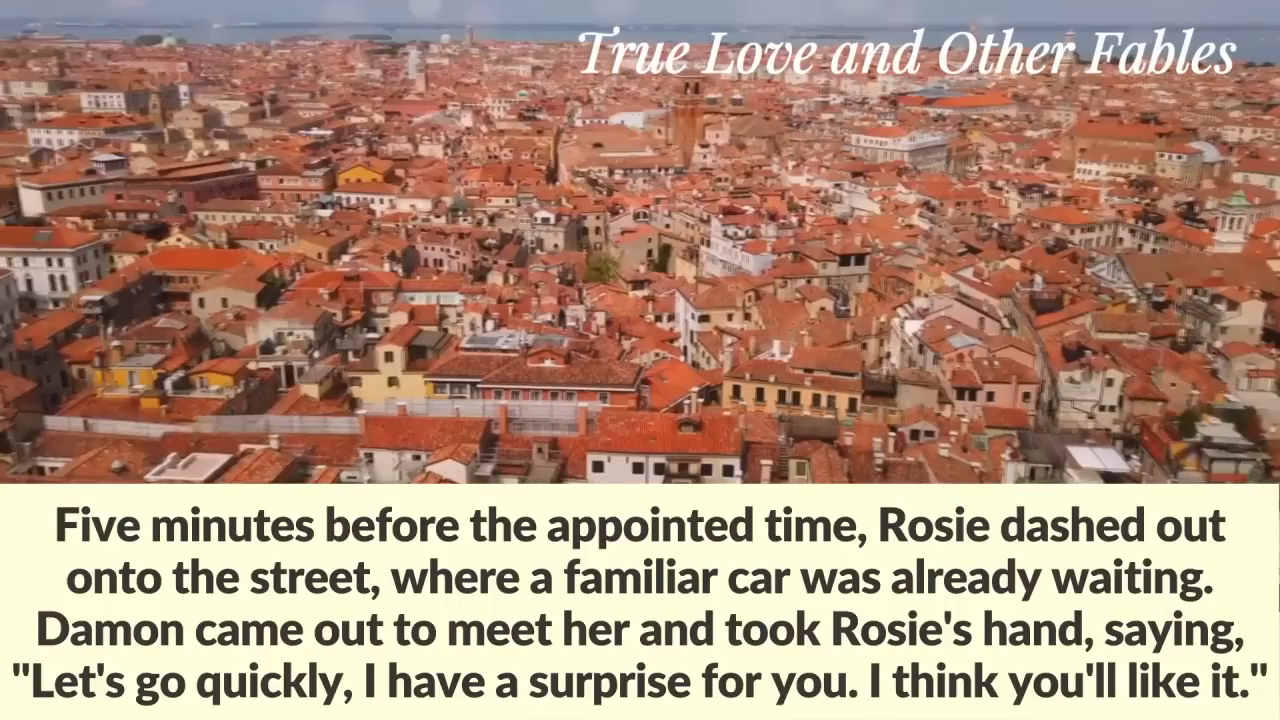 True Love and Other Fables
Five minutes before the appointed time, Rosie dashed out
onto the street, where a familiar car was already waiting.
Damon came out to meet her and took Rosie's hand, saying,
"Let's go quickly, I have a surprise for you. I think you'll like it."